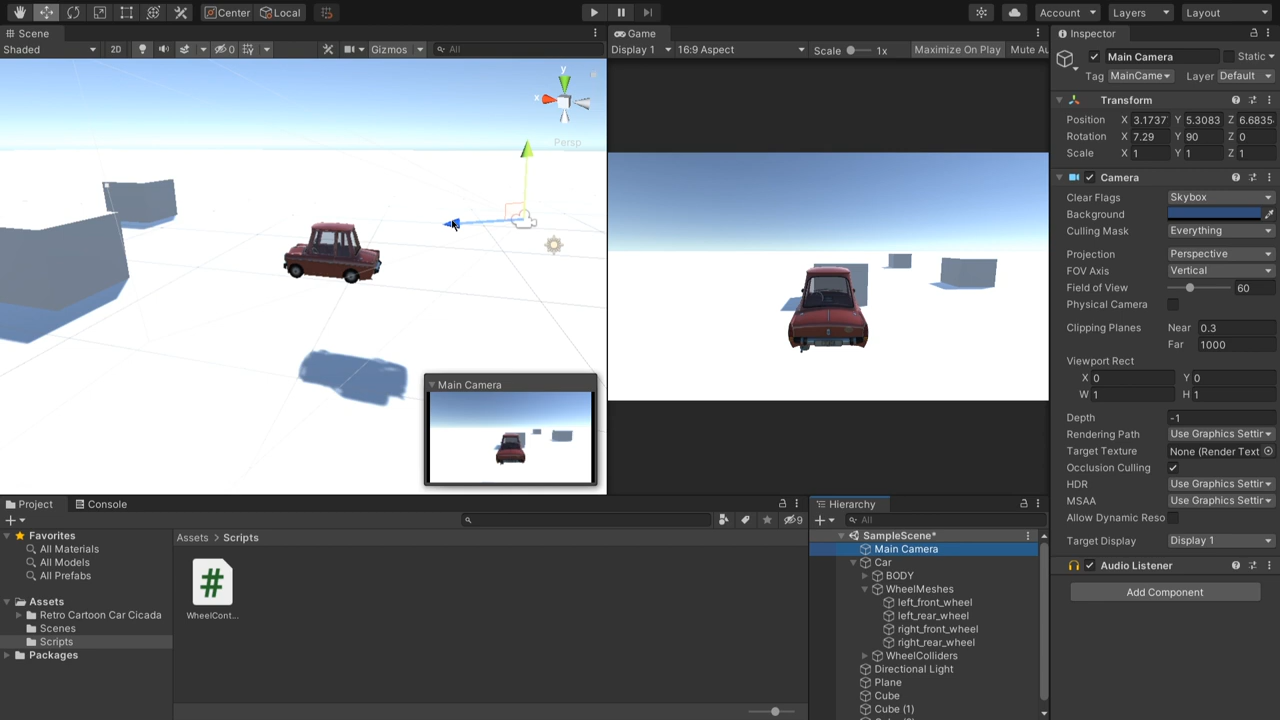 Center Local Account Layers Layout
Scene
Shaded 2D 0 Gizmos All
y
x
Persp
Main Camera
Game
Display 1 16:9 Aspect Scale 1x Maximize On Play Mute Au
Inspector
Main Camera Static
Tag MainCame Layer Default
Transform
Position X 3.1737 Y 5.3083 Z 6.6835
Rotation X 7.29 Y 90 Z 0
Scale X 1 Y 1 Z 1
Camera
Clear Flags Skybox
Background
Culling Mask Everything
Projection Perspective
FOV Axis Vertical
Field of View 60
Physical Camera
Clipping Planes Near 0.3
Far 1000
Viewport Rect
X 0 Y 0
W 1 H 1
Depth -1
Rendering Path Use Graphics Settir
Target Texture None (Render Text
Occlusion Culling
HDR Use Graphics Settir
MSAA Use Graphics Settir
Allow Dynamic Reso
Target Display Display 1
Audio Listener
Add Component
Project Console
9
Favorites
All Materials
All Models
All Prefabs
Assets
Retro Cartoon Car Cicada
Scenes
Scripts
Packages
Assets > Scripts
#
WheelCont...
Hierarchy
All
SampleScene*
Main Camera
Car
BODY
WheelMeshes
left_front_wheel
left_rear_wheel
right_front_wheel
right_rear_wheel
WheelColliders
Directional Light
Plane
Cube
Cube (1)